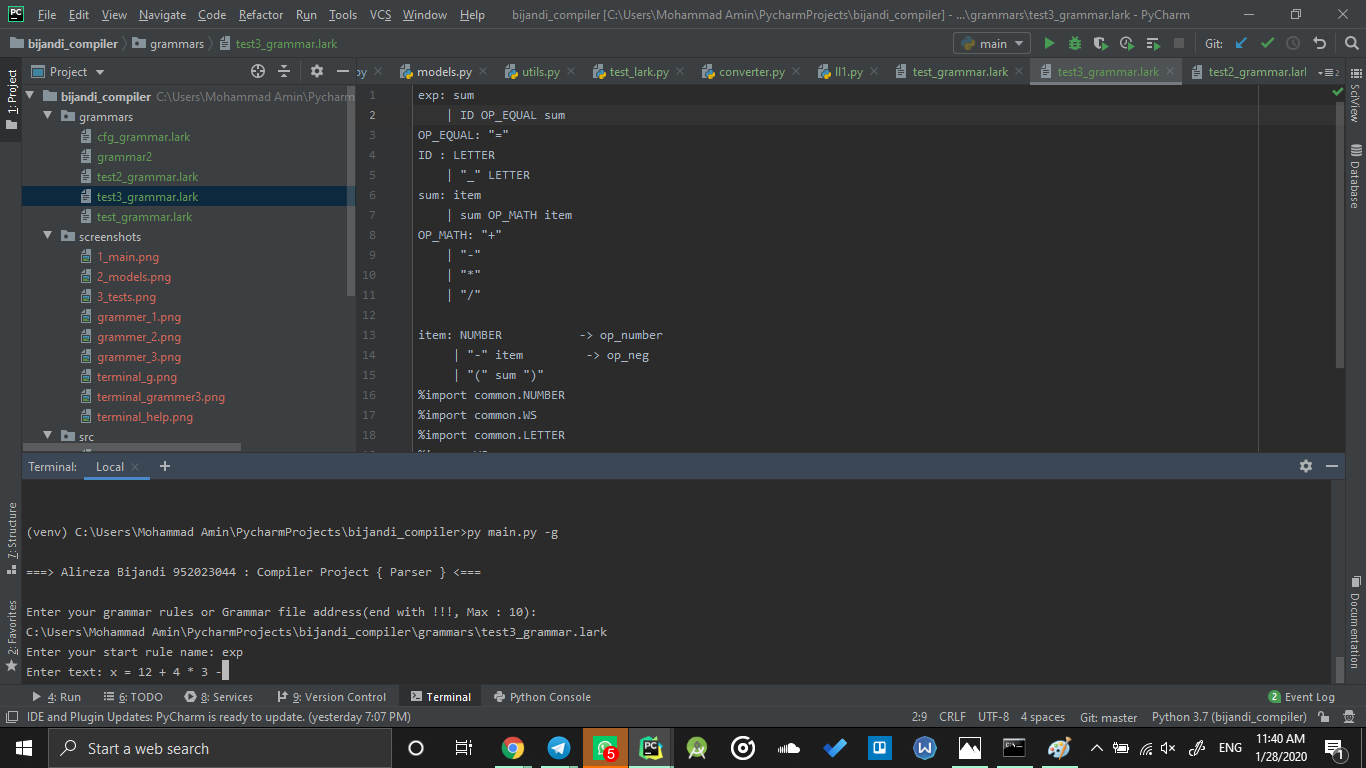 File Edit View Navigate Code Refactor Run Tools VCS Window Help bijandi_compiler [C:\Users\Mohammad Amin\PycharmProjects\bijandi_compiler] - ...\grammars\test3_grammar.lark - PyCharm
bijandi_compiler grammars test3_grammar.lark main Git:
Project py models.py utils.py test_lark.py converter.py ll1.py test_grammar.lark test3_grammar.lark test2_grammar.larl
1: Project
bijandi_compiler C:\Users\Mohammad Amin\Pycharm
grammars
cfg_grammar.lark
grammar2
test2_grammar.lark
test3_grammar.lark
test_grammar.lark
screenshots
1_main.png
2_models.png
3_tests.png
grammer_1.png
grammer_2.png
grammer_3.png
terminal_g.png
terminal_grammer3.png
terminal_help.png
src
1 exp: sum
2 | ID OP_EQUAL sum
3 OP_EQUAL: "="
4 ID : LETTER
5 | "_" LETTER
6 sum: item
7 | sum OP_MATH item
8 OP_MATH: "+"
9 | "-"
10 | "*"
11 | "/"
12
13 item: NUMBER -> op_number
14 | "-" item -> op_neg
15 | "(" sum ")"
16 %import common.NUMBER
17 %import common.WS
18 %import common.LETTER
SciView
Database
Terminal: Local +
(venv) C:\Users\Mohammad Amin\PycharmProjects\bijandi_compiler>py main.py -g
===> Alireza Bijandi 952023044 : Compiler Project { Parser } <===
Enter your grammar rules or Grammar file address(end with !!!, Max : 10):
C:\Users\Mohammad Amin\PycharmProjects\bijandi_compiler\grammars\test3_grammar.lark
Enter your start rule name: exp
Enter text: x = 12 + 4 * 3 -
7: Structure
2: Favorites
Documentation
4: Run 6: TODO 8: Services 9: Version Control Terminal Python Console 2 Event Log
IDE and Plugin Updates: PyCharm is ready to update. (yesterday 7:07 PM) 2:9 CRLF UTF-8 4 spaces Git: master Python 3.7 (bijandi_compiler)
Start a web search 5 ENG 11:40 AM
1/28/2020 1